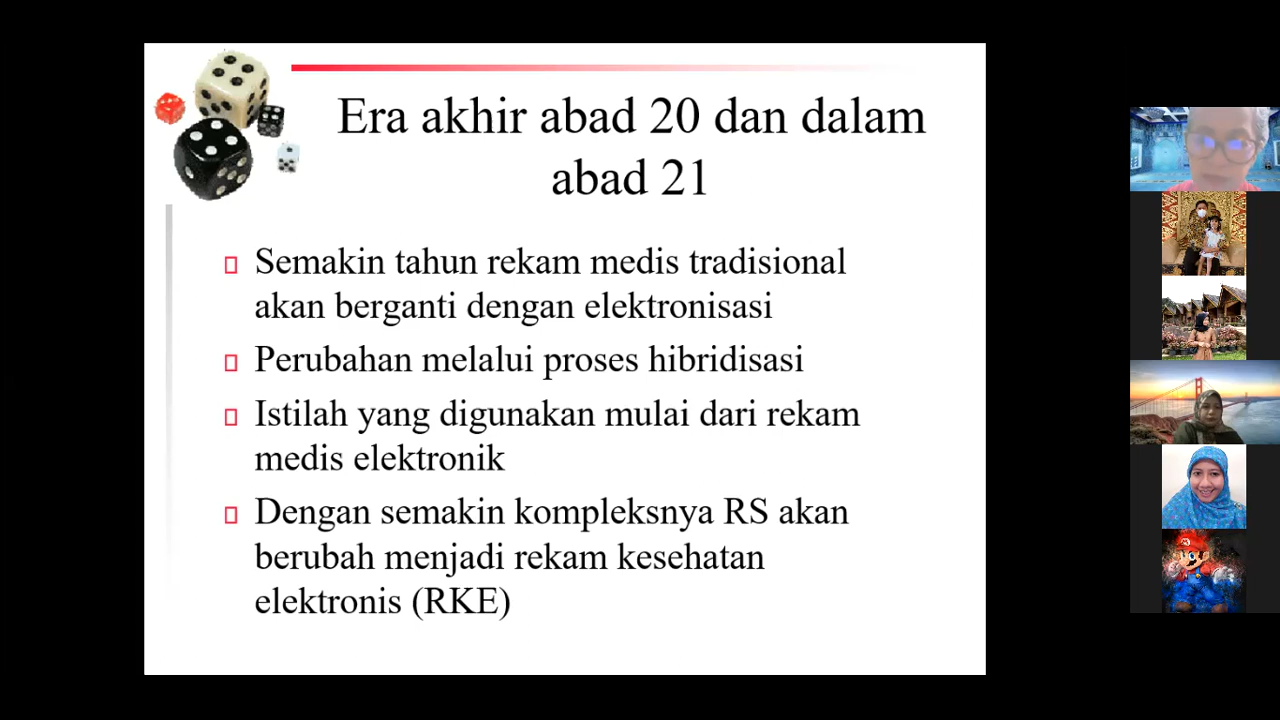 Era akhir abad 20 dan dalam
abad 21
Semakin tahun rekam medis tradisional
akan berganti dengan elektronisasi
Perubahan melalui proses hibridisasi
Istilah yang digunakan mulai dari rekam
medis elektronik
Dengan semakin kompleksnya RS akan
berubah menjadi rekam kesehatan
elektronis (RKE)